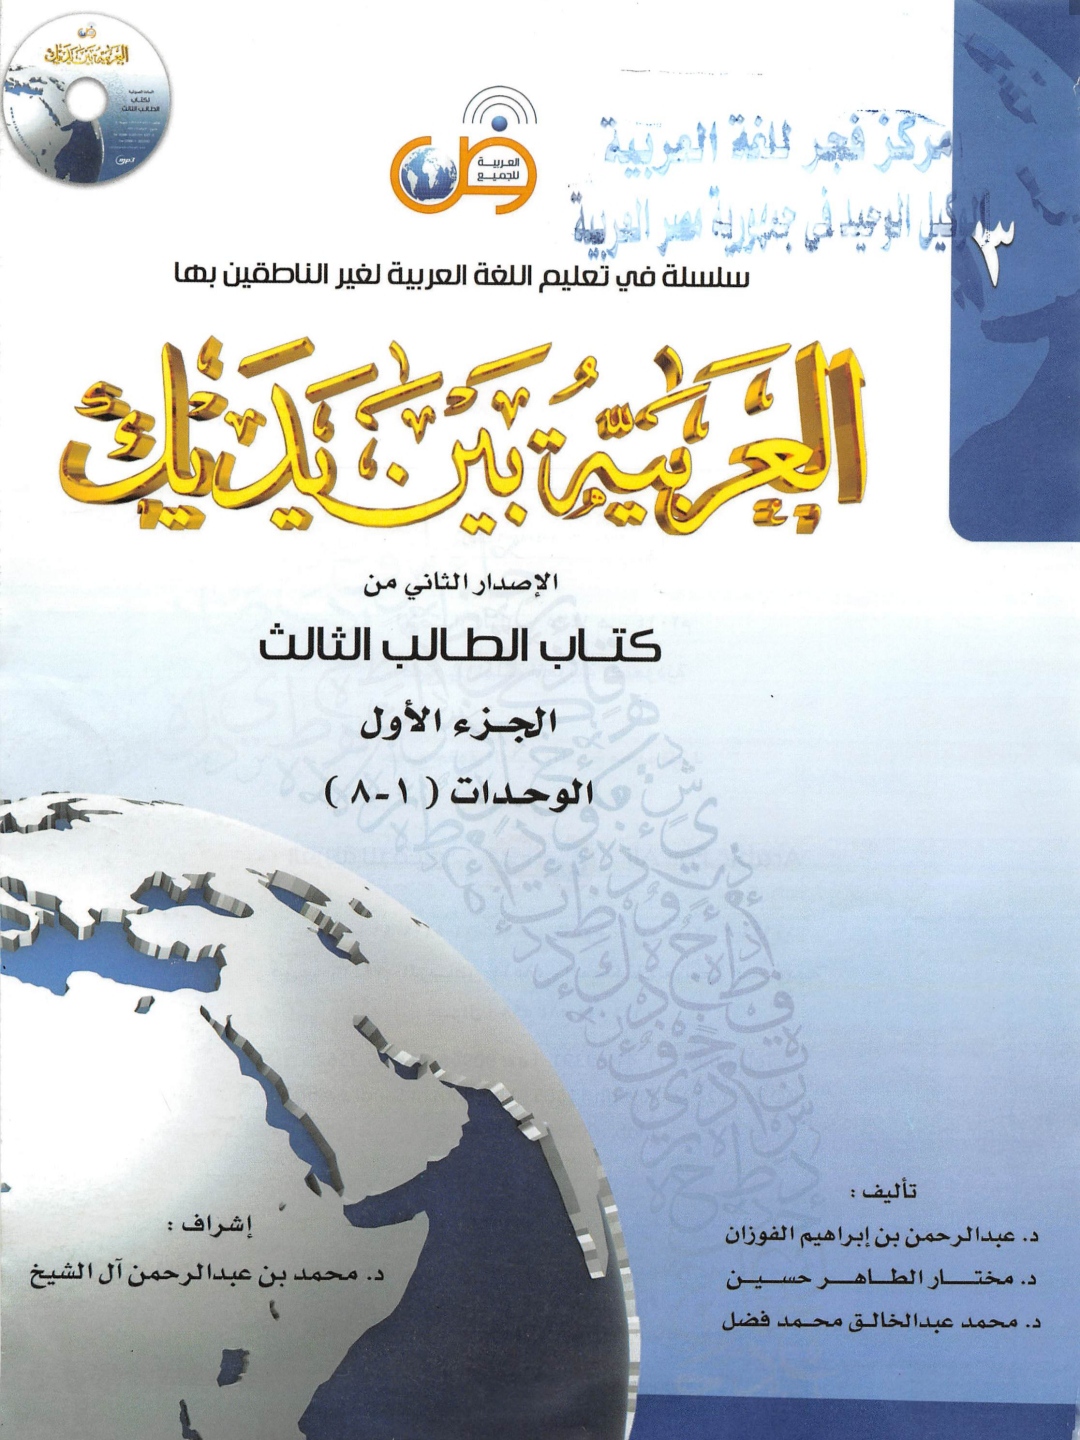 العربية بين يديك
العربية
للجميع
مركز فجر للغة العربية
الوكيل الوحيد في جمهورية مصر العربية
٣
سلسلة في تعليم اللغة العربية لغير الناطقين بها
العَرَبيَّةُ بَيْنَ يَدَيْكَ
الإصدار الثاني من
كتاب الطالب الثالث
الجزء الأول
الوحدات ( ١-٨ )
تأليف :
د. عبدالرحمن بن إبراهيم الفوزان
د. مختار الطاهر حسين
د. محمد عبدالخالق محمد فضل
إشراف :
د. محمد بن عبدالرحمن آل الشيخ